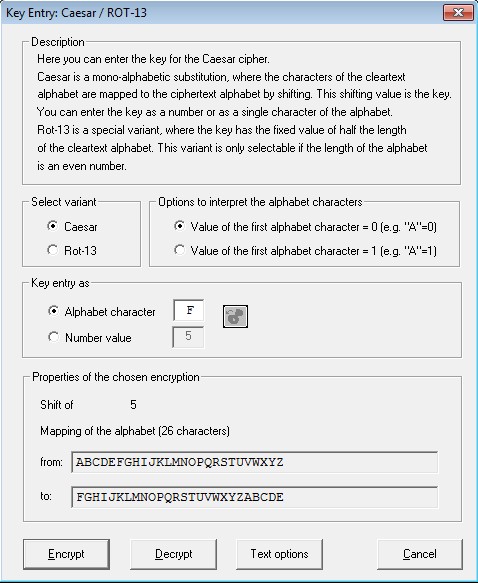 Key Entry: Caesar / ROT-13
Description
Here you can enter the key for the Caesar cipher.
Caesar is a mono-alphabetic substitution, where the characters of the cleartext
alphabet are mapped to the ciphertext alphabet by shifting. This shifting value is the key.
You can enter the key as a number or as a single character of the alphabet.
Rot-13 is a special variant, where the key has the fixed value of half the length
of the cleartext alphabet. This variant is only selectable if the length of the alphabet
is an even number.
Select variant
Caesar
Rot-13
Options to interpret the alphabet characters
Value of the first alphabet character = 0 (e.g. "A"=0)
Value of the first alphabet character = 1 (e.g. "A"=1)
Key entry as
Alphabet character F
Number value 5
Properties of the chosen encryption
Shift of 5
Mapping of the alphabet (26 characters)
from: ABCDEFGHIJKLMNOPQRSTUVWXYZ
to: FGHIJKLMNOPQRSTUVWXYZABCDE
Encrypt Decrypt Text options Cancel